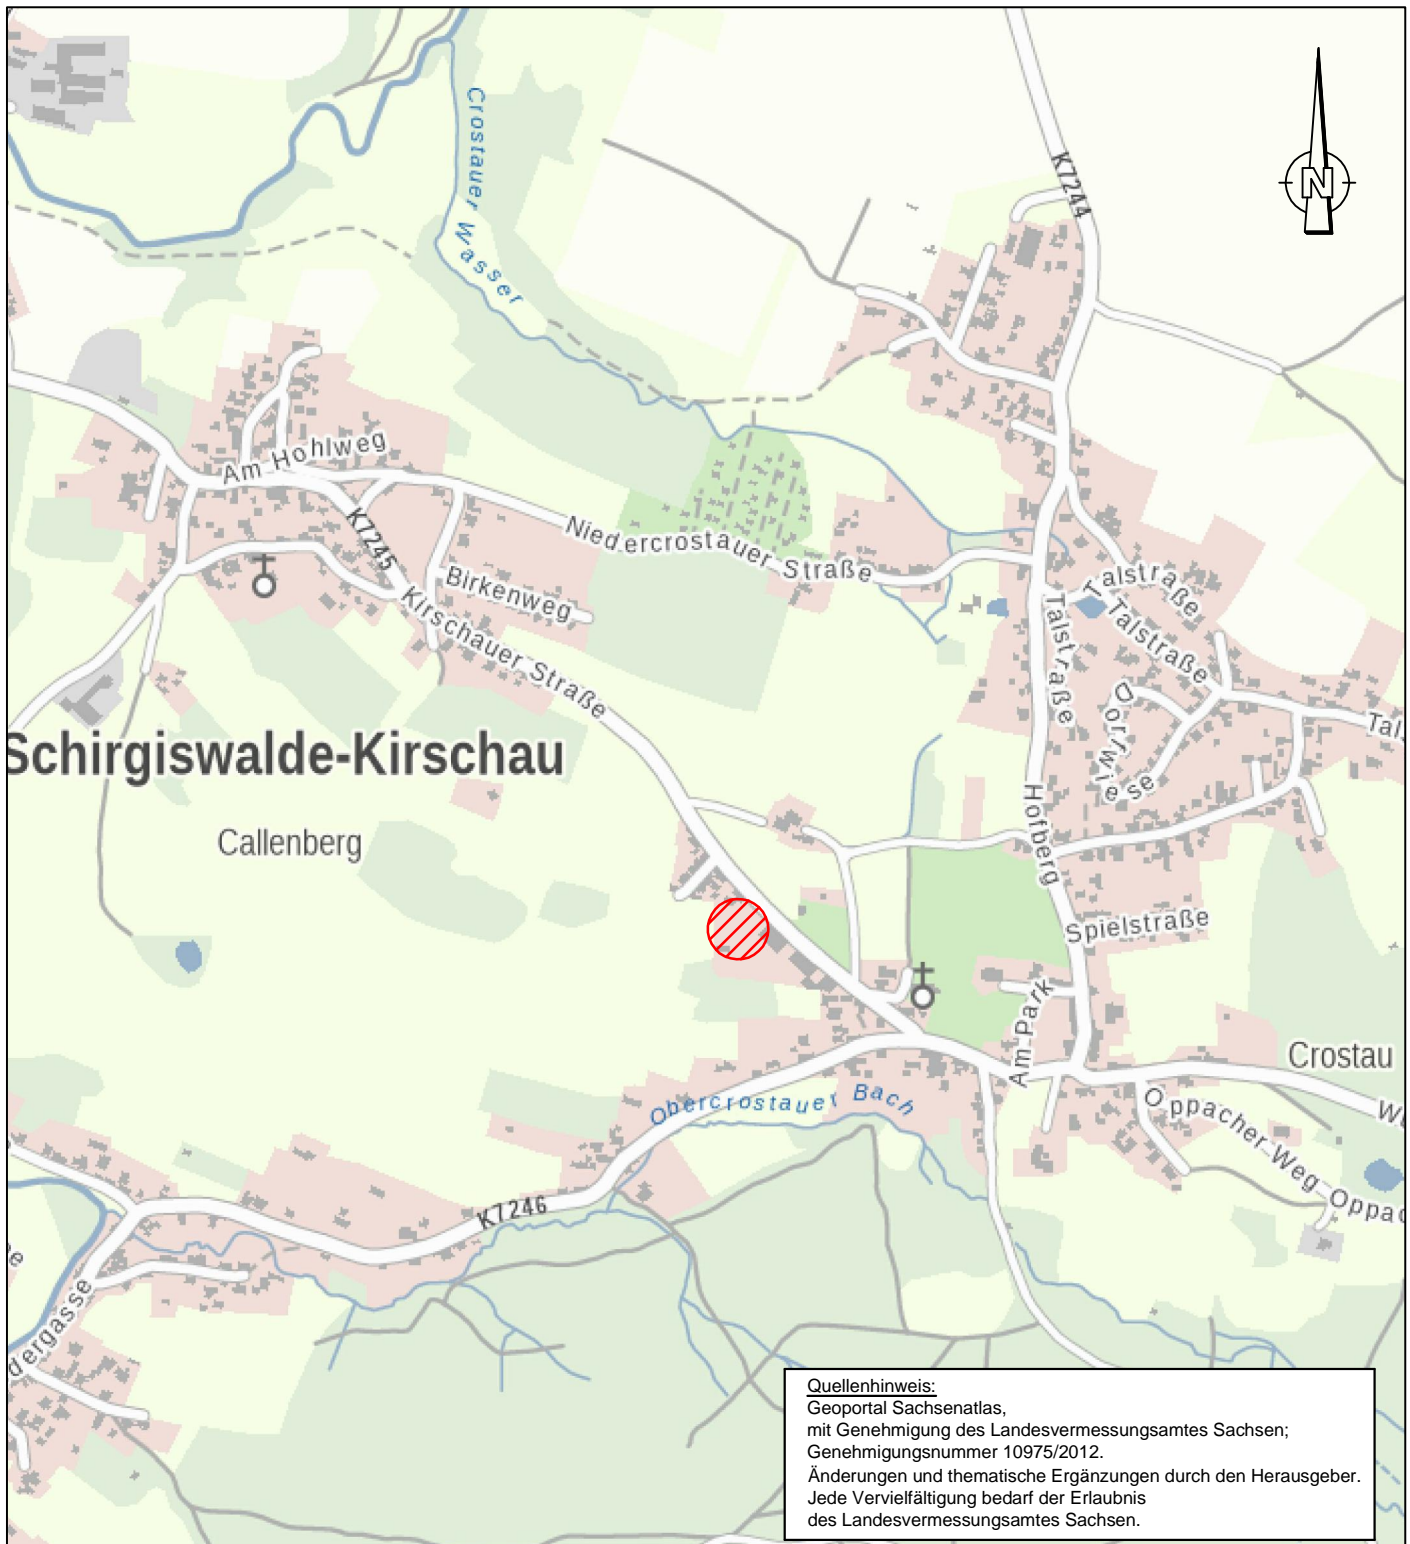 Crostauer Wasser
K7244
N
Am Hohlweg
K7245
Niedercrostauer Straße
Birkenweg
Kirschauer Straße
Talstraße
Talstraße
Talstraße
Dorfwiese
Schirgiswalde-Kirschau
Callenberg
Hofberg
Spielstraße
Am Park
Crostau
Obercrostauer Bach
Oppacher Weg
K7246
Quellenhinweis:
Geoportal Sachsenatlas,
mit Genehmigung des Landesvermessungsamtes Sachsen;
Genehmigungsnummer 10975/2012.
Änderungen und thematische Ergänzungen durch den Herausgeber.
Jede Vervielfältigung bedarf der Erlaubnis
des Landesvermessungsamtes Sachsen.